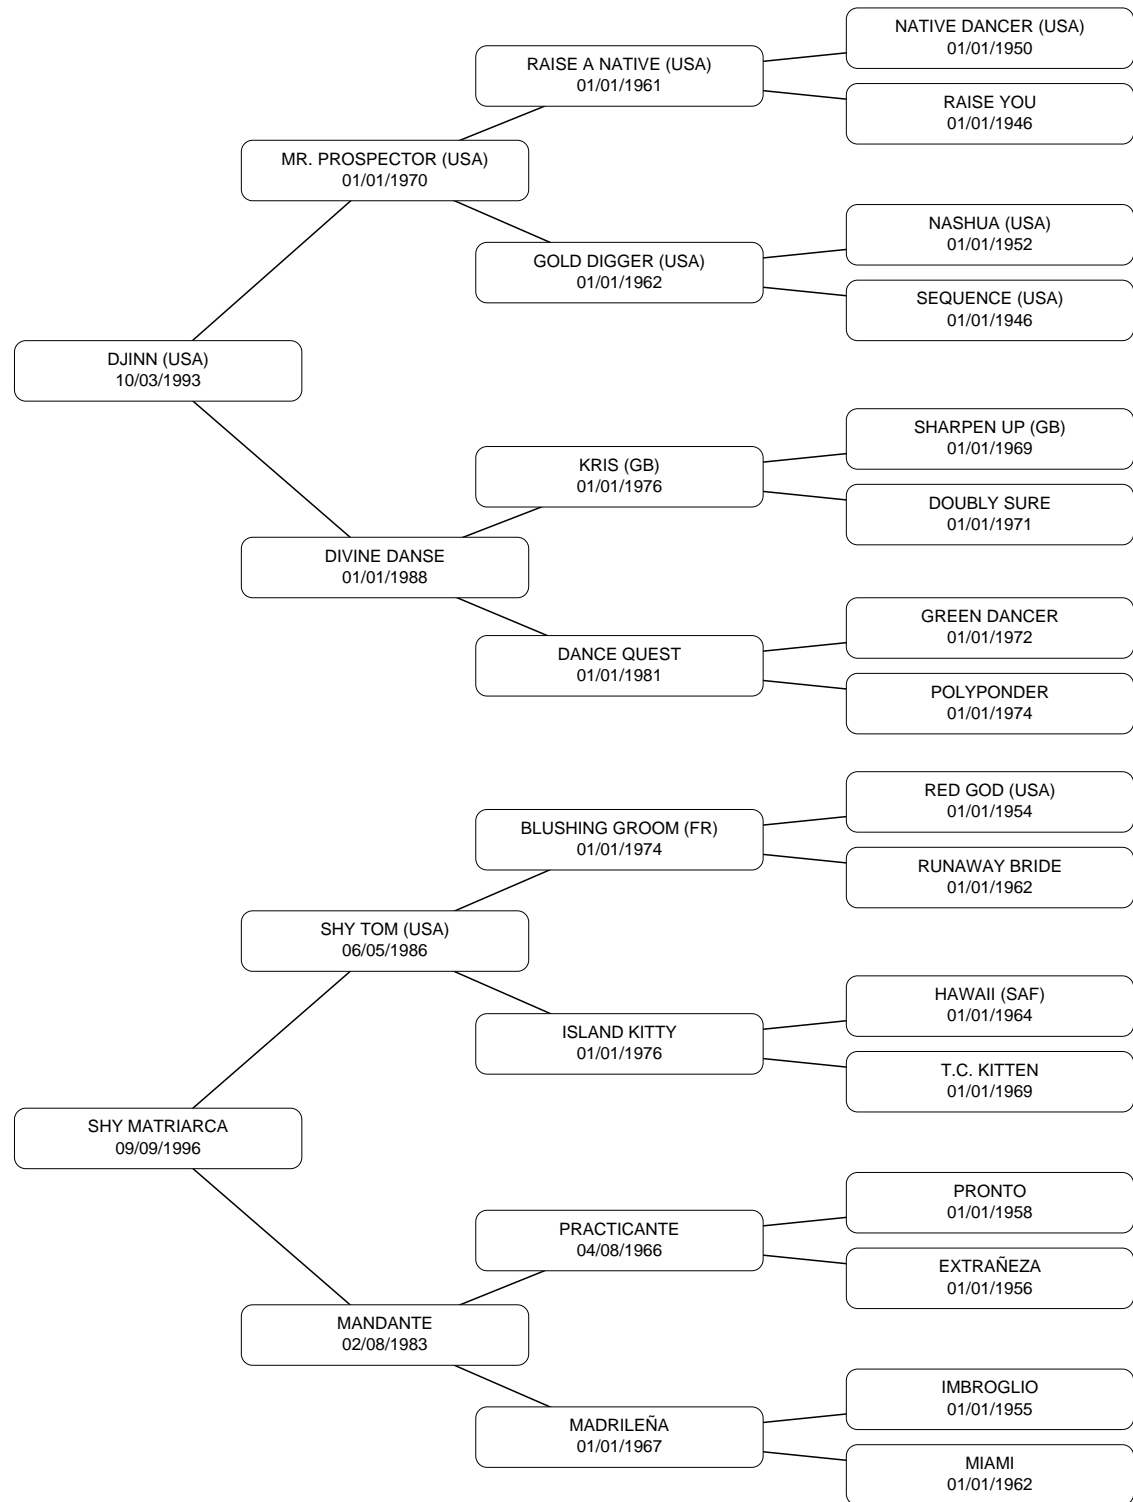 NATIVE DANCER (USA)
01/01/1950
RAISE A NATIVE (USA)
01/01/1961
RAISE YOU
01/01/1946
MR. PROSPECTOR (USA)
01/01/1970
NASHUA (USA)
01/01/1952
GOLD DIGGER (USA)
01/01/1962
SEQUENCE (USA)
01/01/1946
DJINN (USA)
10/03/1993
SHARPEN UP (GB)
01/01/1969
KRIS (GB)
01/01/1976
DOUBLY SURE
01/01/1971
DIVINE DANSE
01/01/1988
GREEN DANCER
01/01/1972
DANCE QUEST
01/01/1981
POLYPONDER
01/01/1974
RED GOD (USA)
01/01/1954
BLUSHING GROOM (FR)
01/01/1974
RUNAWAY BRIDE
01/01/1962
SHY TOM (USA)
06/05/1986
HAWAII (SAF)
01/01/1964
ISLAND KITTY
01/01/1976
T.C. KITTEN
01/01/1969
SHY MATRIARCA
09/09/1996
PRONTO
01/01/1958
PRACTICANTE
04/08/1966
EXTRAÑEZA
01/01/1956
MANDANTE
02/08/1983
IMBROGLIO
01/01/1955
MADRILEÑA
01/01/1967
MIAMI
01/01/1962